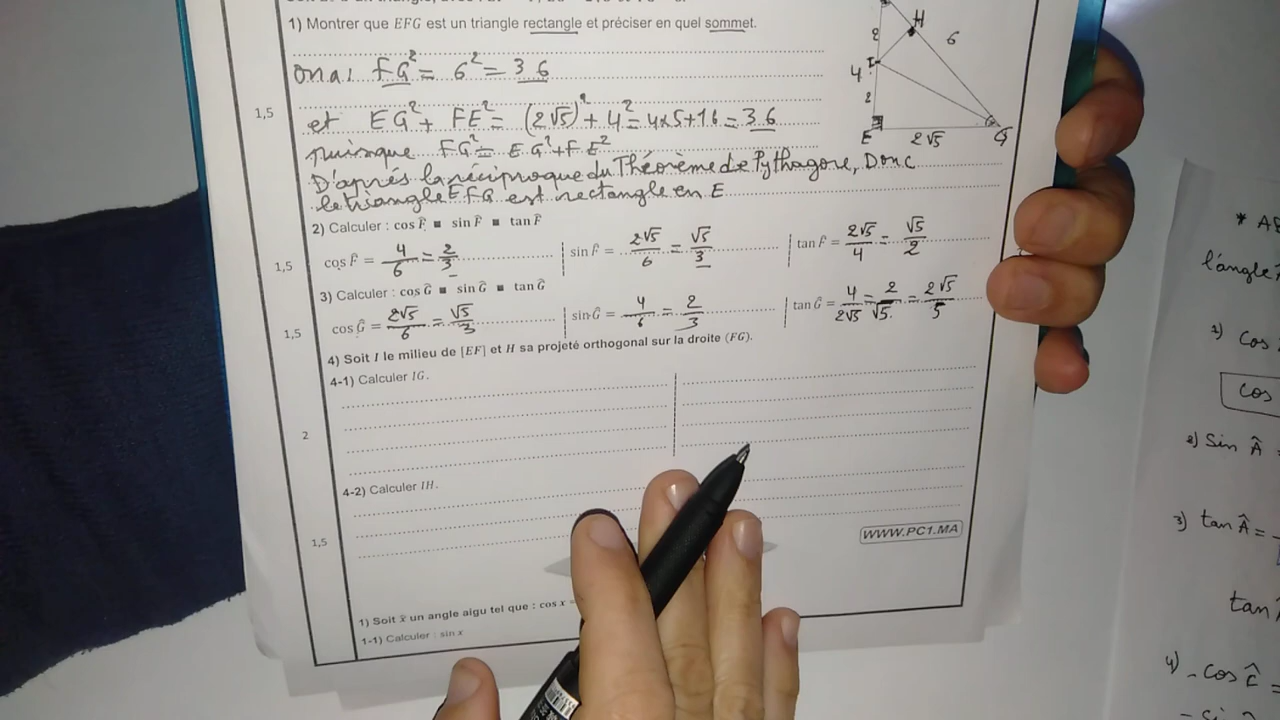 1) Montrer que EFG est un triangle rectangle et préciser en quel sommet.
on a : FG² = 6² = 36
1,5
et EG² + FE² = (2√5)² + 4² = 4x5+16 = 36
puisque FG² = EG² + FE²
D'après la réciproque du Théorème de Pythagore, Donc
le triangle EFG est rectangle en E
H
6
2
I
4
2
E
2√5
G
2) Calculer : cos F̂ ■ sin F̂ ■ tan F̂
1,5
cos F̂ = 4/6 = 2/3
sin F̂ = 2√5/6 = √5/3
tan F̂ = 2√5/4 = √5/2
3) Calculer : cos Ĝ ■ sin Ĝ ■ tan Ĝ
1,5
cos Ĝ = 2√5/6 = √5/3
sin Ĝ = 4/6 = 2/3
tan Ĝ = 4/2√5 = 2/√5 = 2√5/5
4) Soit I le milieu de [EF] et H sa projeté orthogonal sur la droite (FG).
4-1) Calculer IG.
2
4-2) Calculer IH.
1,5
WWW.PC1.MA
1) Soit x̂ un angle aigu tel que : cos x =
1-1) Calculer : sin x
l'angle
1) cos
cos
2) Sin Â
3) tan Â =
tan
4) - cos Ĉ =